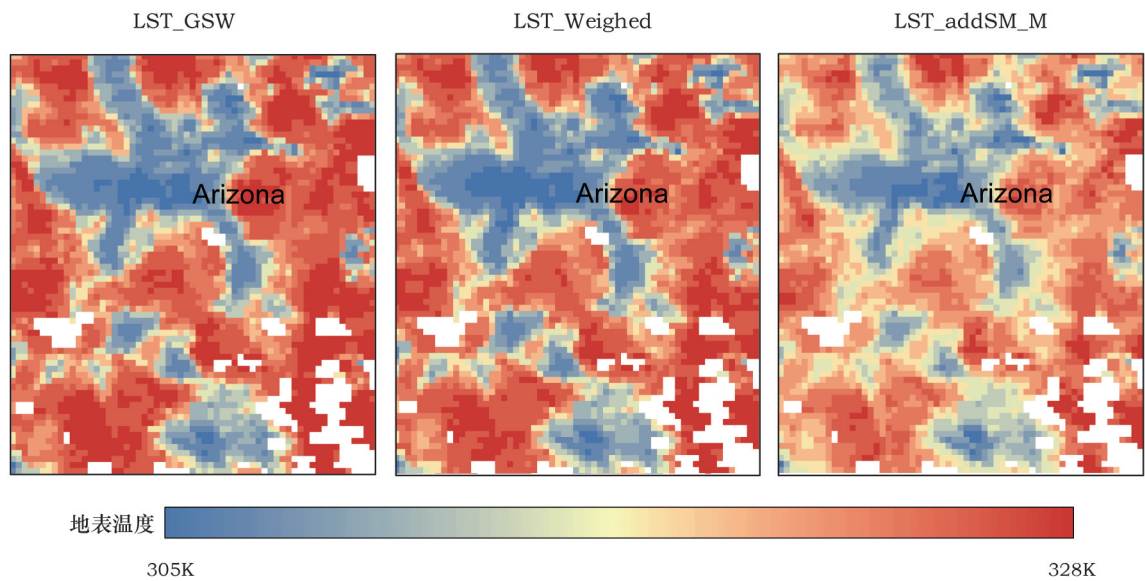 LST_GSW LST_Weighed LST_addSM_M
Arizona Arizona Arizona
地表温度
305K 328K